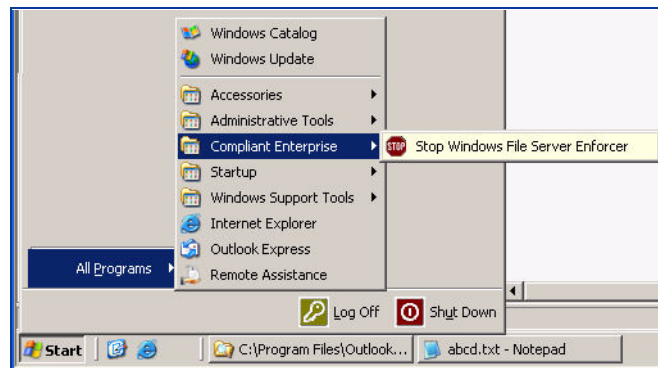 Windows Catalog
Windows Update
Accessories
Administrative Tools
Compliant Enterprise
STOP Stop Windows File Server Enforcer
Startup
Windows Support Tools
Internet Explorer
Outlook Express
All Programs
Remote Assistance
Log Off Shut Down
Start C:\Program Files\Outlook... abcd.txt - Notepad